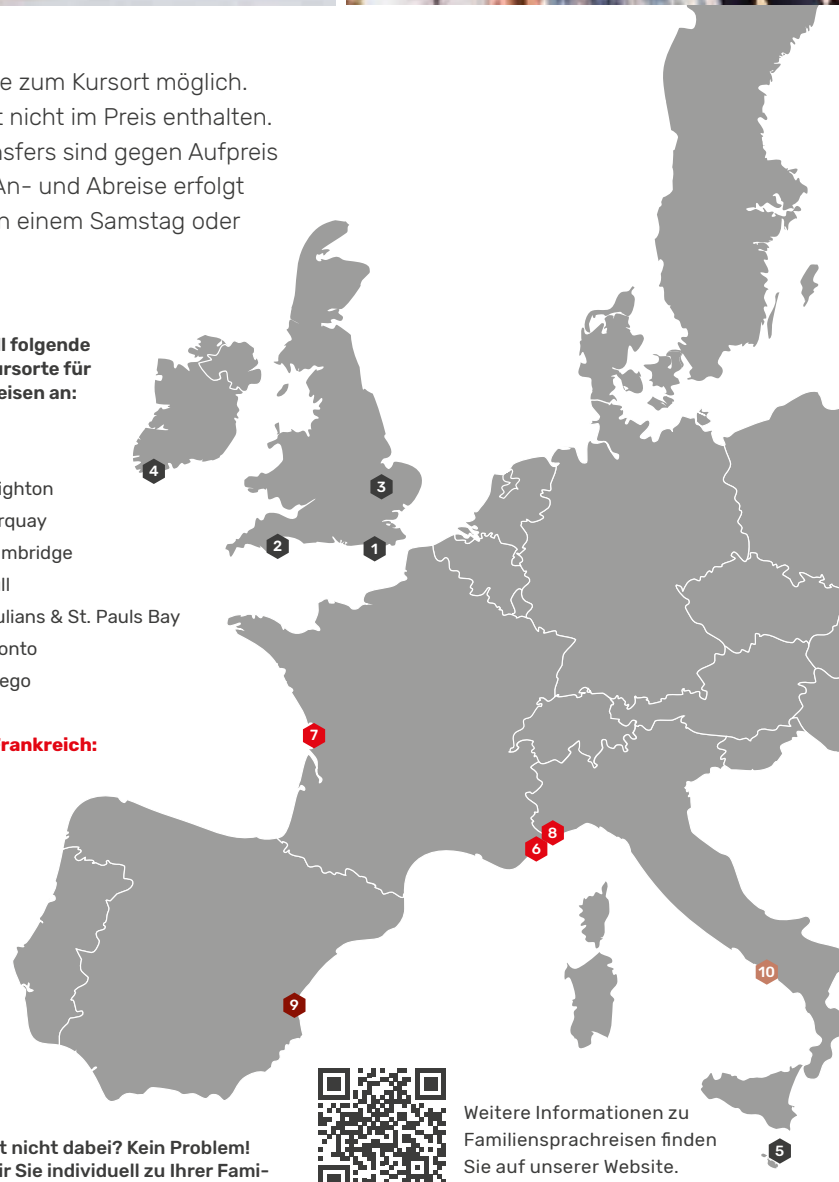 e zum Kursort möglich.
t nicht im Preis enthalten.
nsfers sind gegen Aufpreis
An- und Abreise erfolgt
n einem Samstag oder
l folgende
ursorte für
eisen an:
ighton
rquay
mbridge
ll
ulians & St. Pauls Bay
onto
ego
Frankreich:
4
3
2
1
7
8
6
10
9
5
t nicht dabei? Kein Problem!
ir Sie individuell zu Ihrer Fami-
Weitere Informationen zu
Familiensprachreisen finden
Sie auf unserer Website.